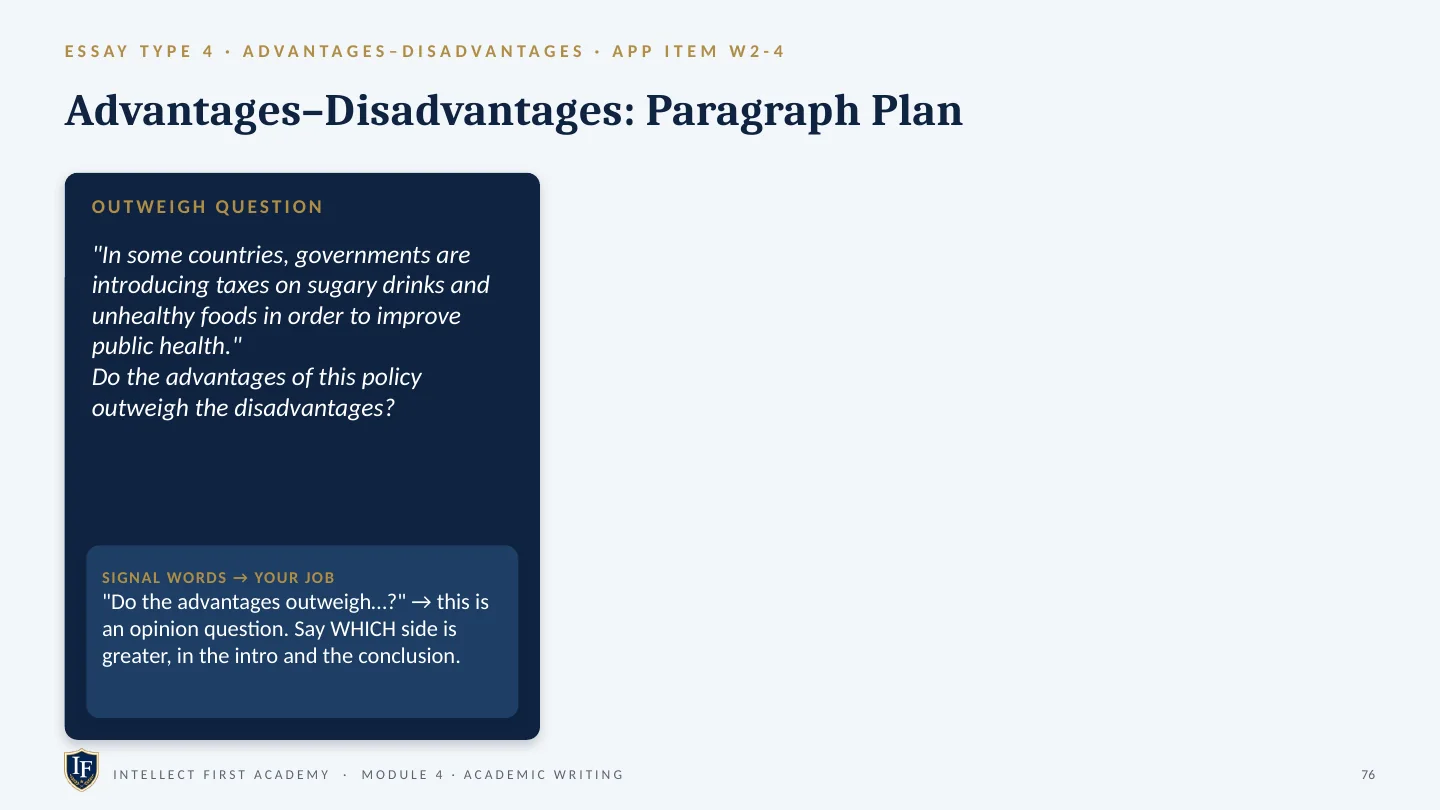 ESSAY TYPE 4 · ADVANTAGES–DISADVANTAGES · APP ITEM W2-4
Advantages–Disadvantages: Paragraph Plan
OUTWEIGH QUESTION
"In some countries, governments are
introducing taxes on sugary drinks and
unhealthy foods in order to improve
public health."
Do the advantages of this policy
outweigh the disadvantages?
SIGNAL WORDS → YOUR JOB
"Do the advantages outweigh…?" → this is
an opinion question. Say WHICH side is
greater, in the intro and the conclusion.
IF
INTELLECT FIRST ACADEMY · MODULE 4 · ACADEMIC WRITING
76